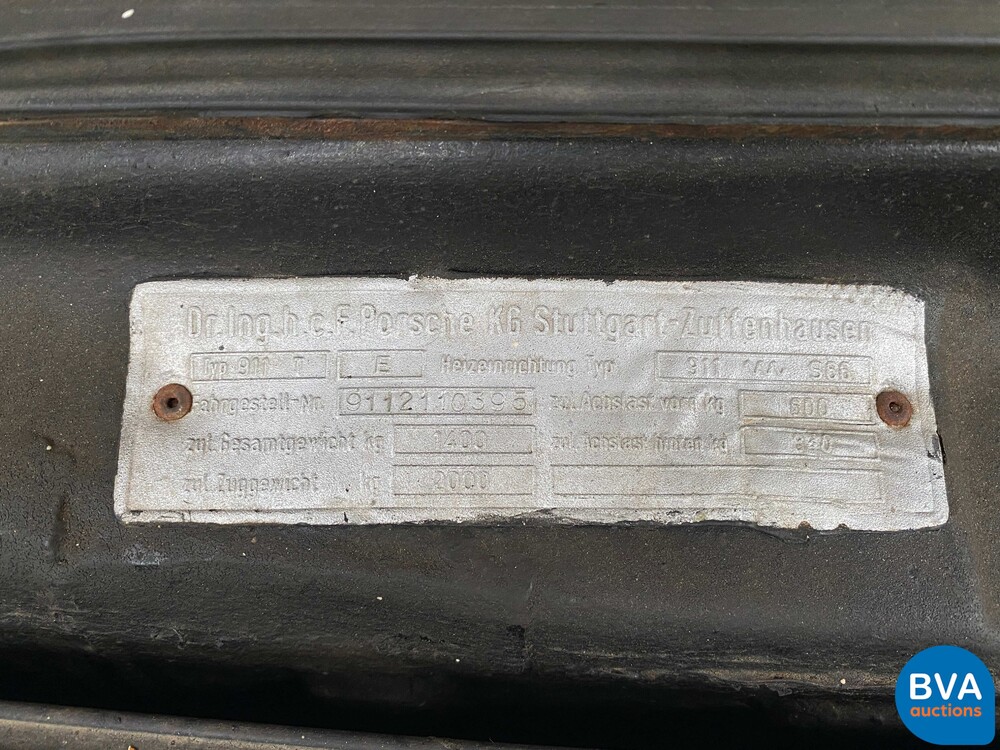 Dr. Ing. h. c. F. Porsche KG Stuttgart-Zuffenhausen
Typ 911 T E Heizeinrichtung Typ 911 S66
Fahrgestell-Nr. 9112110395 zul. Achslast vorn kg 600
zul. Gesamtgewicht kg 1400 zul. Achslast hinten kg 840
zul. Zuggewicht kg 2000
BVA
auctions